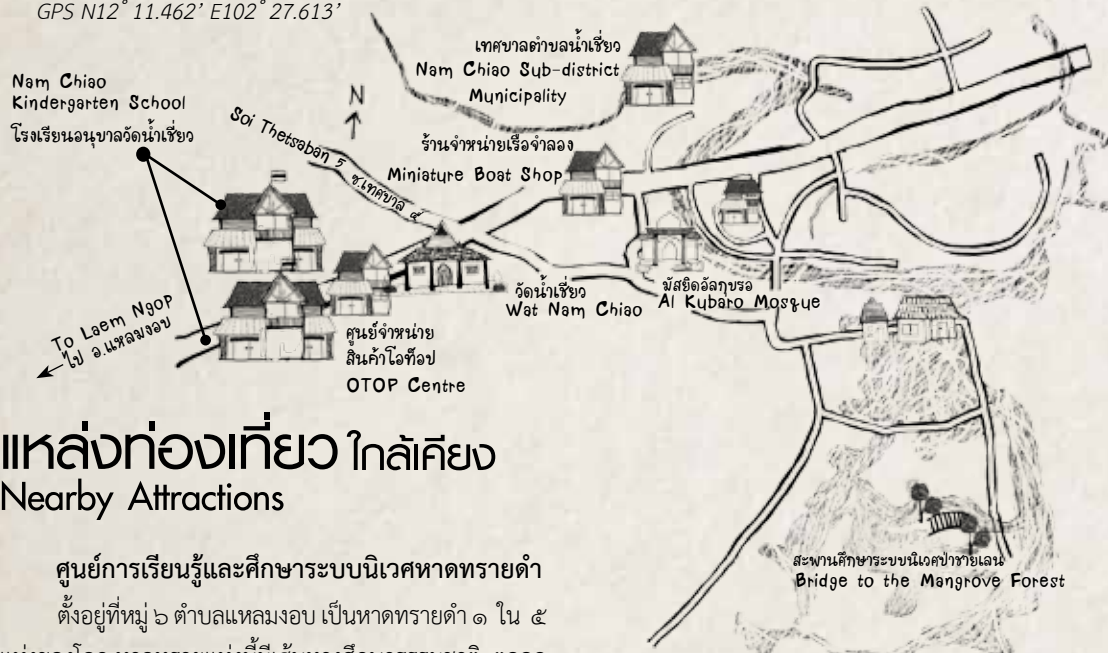 GPS N12° 11.462’ E102° 27.613’
เทศบาลตำบลน้ำเชี่ยว
Nam Chiao Sub-district
Municipality
Nam Chiao
Kindergarten School
โรงเรียนอนุบาลวัดน้ำเชี่ยว
N
Soi Thetsaban 5
ซ.เทศบาล ๕
ร้านจำหน่ายเรือจำลอง
Miniature Boat Shop
วัดน้ำเชี่ยว
Wat Nam Chiao
มัสยิดอัลกุบรอ
Al Kubaro Mosque
To Laem Ngop
ไป อ.แหลมงอบ
ศูนย์จำหน่าย
สินค้าโอท็อป
OTOP Centre
แหล่งท่องเที่ยว ใกล้เคียง
Nearby Attractions
สะพานศึกษาระบบนิเวศป่าชายเลน
Bridge to the Mangrove Forest
ศูนย์การเรียนรู้และศึกษาระบบนิเวศหาดทรายดำ
ตั้งอยู่ที่หมู่ ๖ ตำบลแหลมงอบ เป็นหาดทรายดำ ๑ ใน ๕